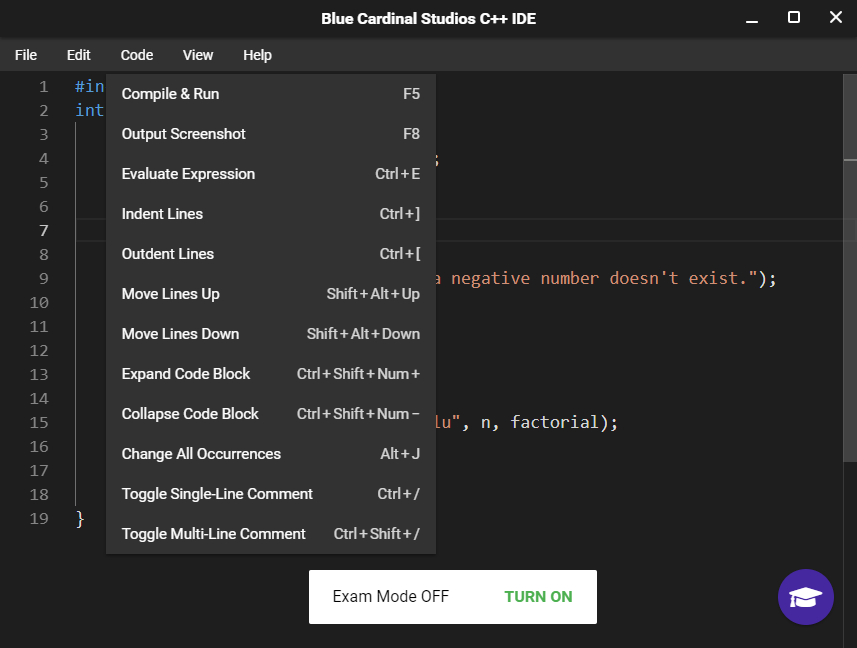 Blue Cardinal Studios C++ IDE
File Edit Code View Help
1 #in
2 int
3
4 ;
5
6
7
8
9 a negative number doesn't exist.");
10
11
12
13
14
15 lu", n, factorial);
16
17
18
19 }
Compile & Run F5
Output Screenshot F8
Evaluate Expression Ctrl+E
Indent Lines Ctrl+]
Outdent Lines Ctrl+[
Move Lines Up Shift+Alt+Up
Move Lines Down Shift+Alt+Down
Expand Code Block Ctrl+Shift+Num+
Collapse Code Block Ctrl+Shift+Num−
Change All Occurrences Alt+J
Toggle Single-Line Comment Ctrl+/
Toggle Multi-Line Comment Ctrl+Shift+/
Exam Mode OFF TURN ON